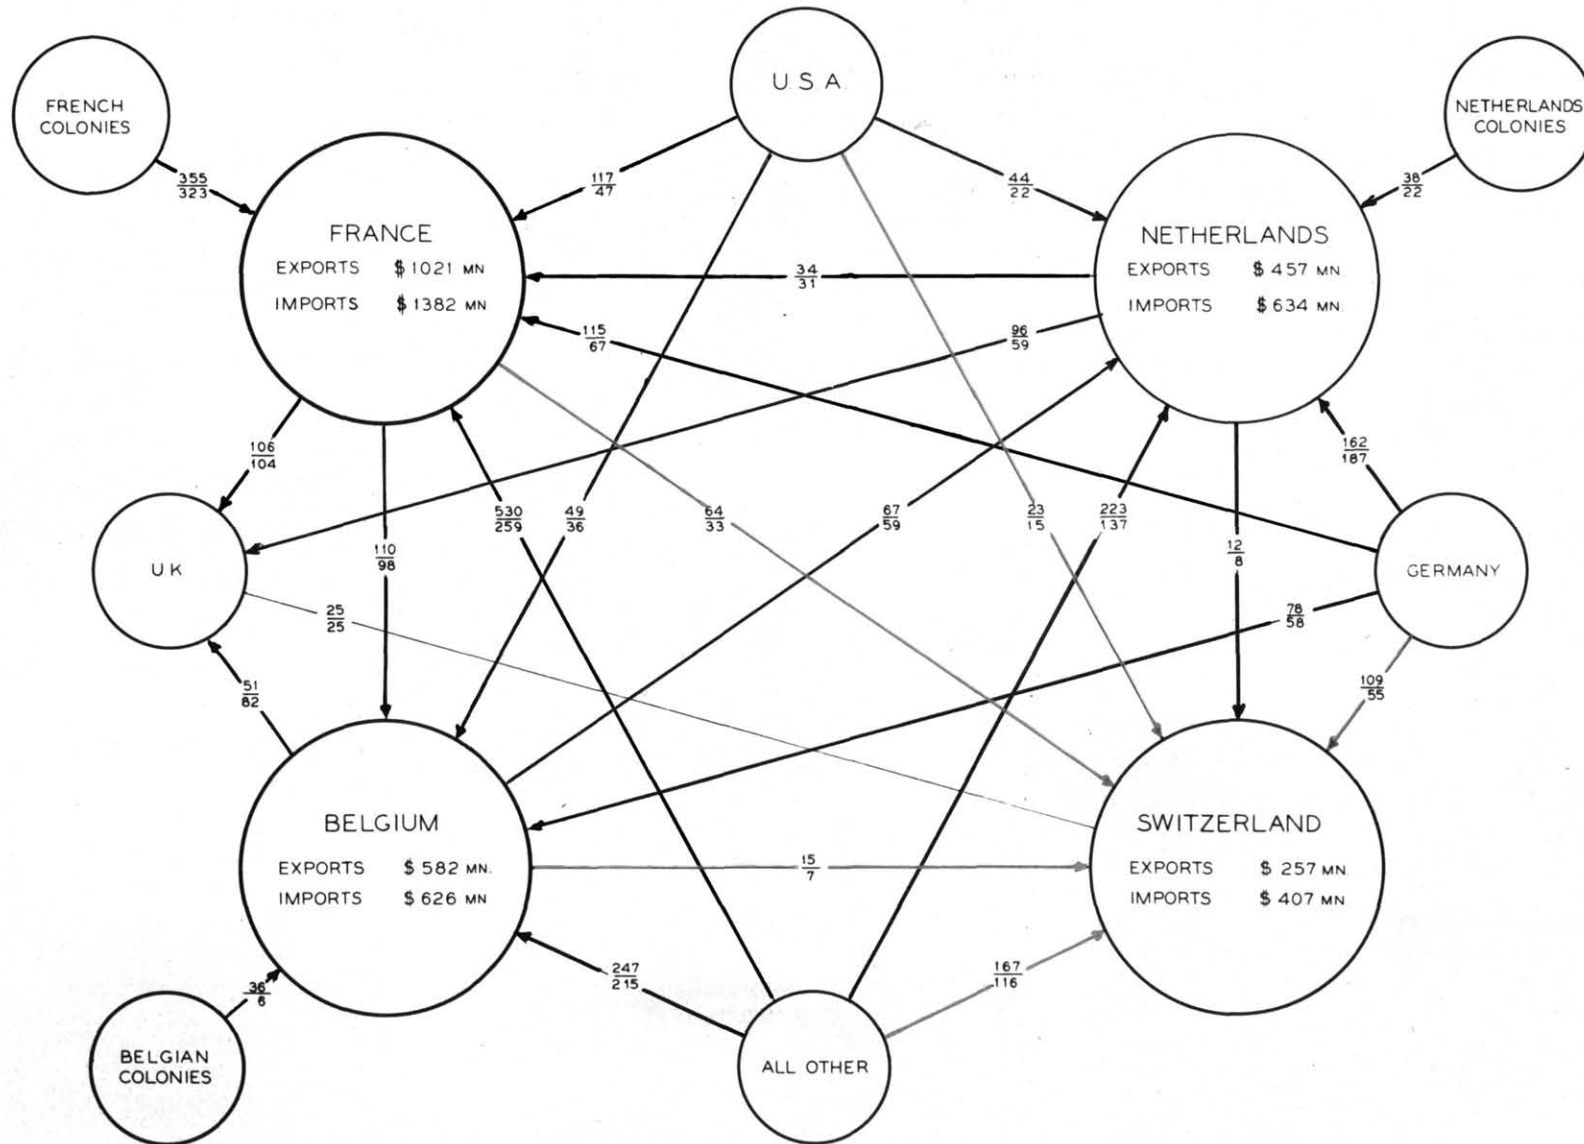 U. S. A.
FRENCH
COLONIES
NETHERLANDS
COLONIES
355
323
117
47
44
22
38
22
FRANCE
EXPORTS $ 1021 MN
IMPORTS $ 1382 MN
NETHERLANDS
EXPORTS $ 457 MN.
IMPORTS $ 634 MN.
34
31
115
67
96
59
106
104
162
187
530
259
49
36
64
33
67
59
23
15
223
137
110
98
12
8
U K
GERMANY
25
25
78
58
51
82
109
55
BELGIUM
EXPORTS $ 582 MN.
IMPORTS $ 626 MN
SWITZERLAND
EXPORTS $ 257 MN.
IMPORTS $ 407 MN
15
7
247
215
167
116
36
6
BELGIAN
COLONIES
ALL OTHER